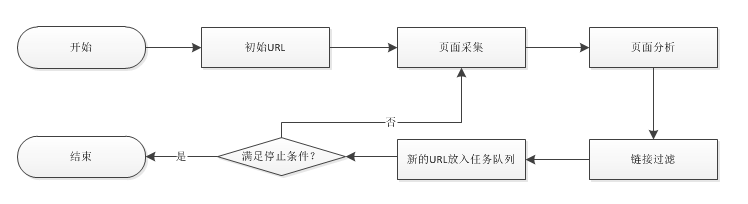 开始
初始URL
页面采集
页面分析
否
结束
是
满足停止条件？
新的URL放入任务队列
链接过滤